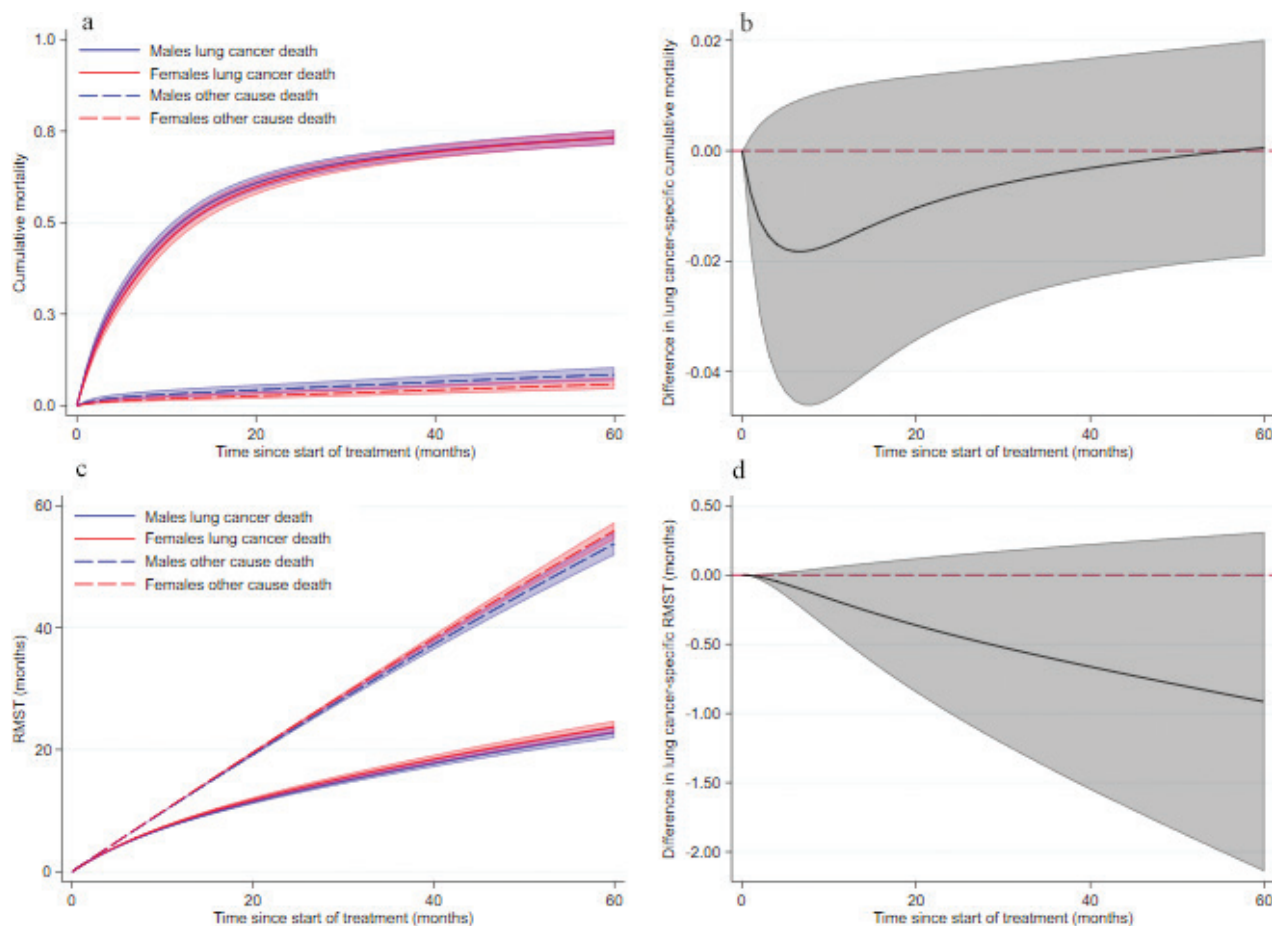 a
1.0
0.8
0.5
0.3
0.0
Cumulative mortality
Males lung cancer death
Females lung cancer death
Males other cause death
Females other cause death
0
20
40
60
Time since start of treatment (months)
b
0.02
0.00
-0.02
-0.04
Difference in lung cancer-specific cumulative mortality
0
20
40
60
Time since start of treatment (months)
c
60
40
20
0
RMST (months)
Males lung cancer death
Females lung cancer death
Males other cause death
Females other cause death
0
20
40
60
Time since start of treatment (months)
d
0.50
0.00
-0.50
-1.00
-1.50
-2.00
Difference in lung cancer-specific RMST (months)
0
20
40
60
Time since start of treatment (months)